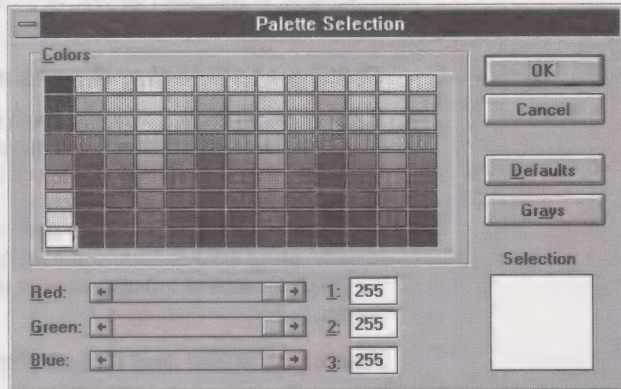 Palette Selection
Colors
OK
Cancel
Defaults
Grays
Selection
Red: 1: 255
Green: 2: 255
Blue: 3: 255